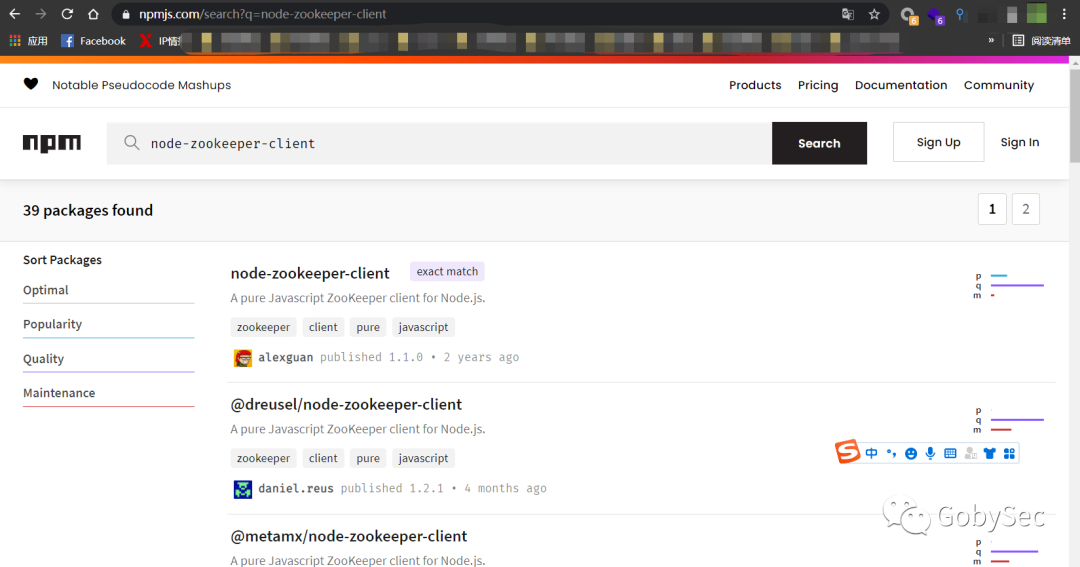 npmjs.com/search?q=node-zookeeper-client
6
6
应用
Facebook
X
» 阅读清单
Notable Pseudocode Mashups
Products Pricing Documentation Community
npm
node-zookeeper-client
Search
Sign Up
Sign In
39 packages found
1 2
Sort Packages
Optimal
Popularity
Quality
Maintenance
node-zookeeper-client
exact match
A pure Javascript ZooKeeper client for Node.js.
zookeeper client pure javascript
alexguan published 1.1.0 • 2 years ago
p
q
m
@dreusel/node-zookeeper-client
A pure Javascript ZooKeeper client for Node.js.
zookeeper client pure javascript
daniel.reus published 1.2.1 • 4 months ago
p
q
m
S 中
GobySec
@metamx/node-zookeeper-client
A pure Javascript ZooKeeper client for Node.js.
p
q
m